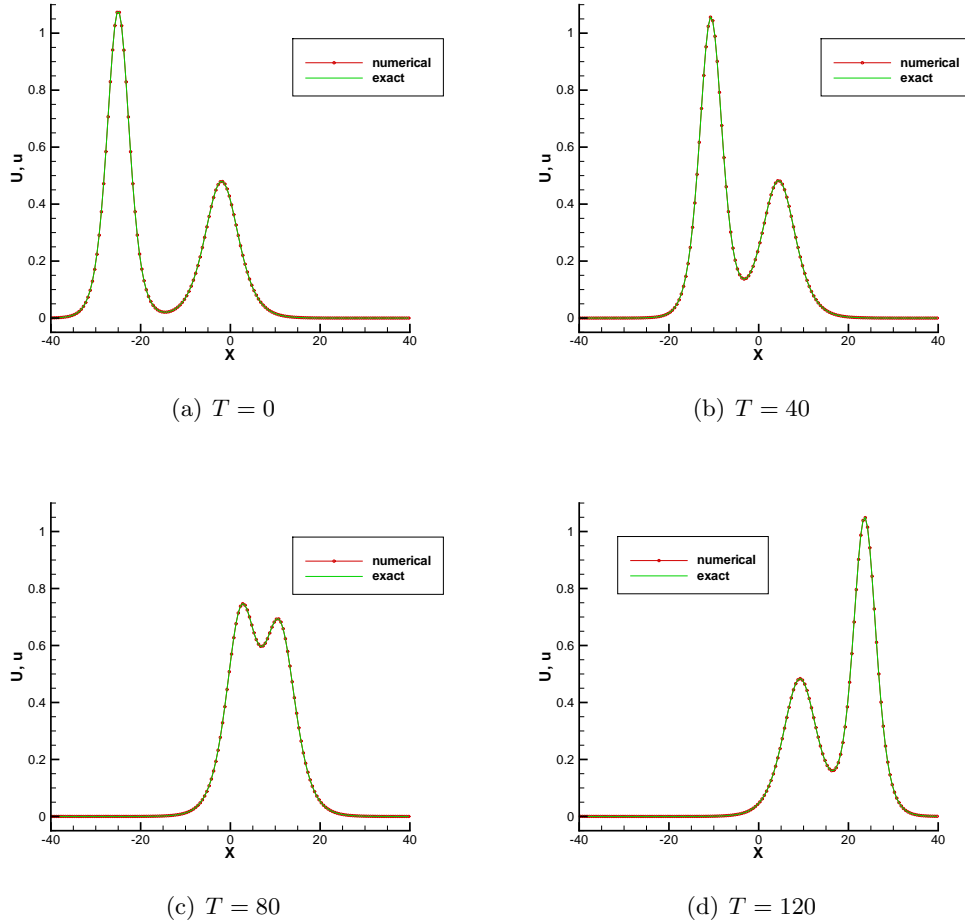 U, u
1
0.8
0.6
0.4
0.2
0
-40 -20 0 20 40
X
numerical
exact
(a) T = 0
U, u
1
0.8
0.6
0.4
0.2
0
-40 -20 0 20 40
X
numerical
exact
(b) T = 40
U, u
1
0.8
0.6
0.4
0.2
0
-40 -20 0 20 40
X
numerical
exact
(c) T = 80
U, u
1
0.8
0.6
0.4
0.2
0
-40 -20 0 20 40
X
numerical
exact
(d) T = 120